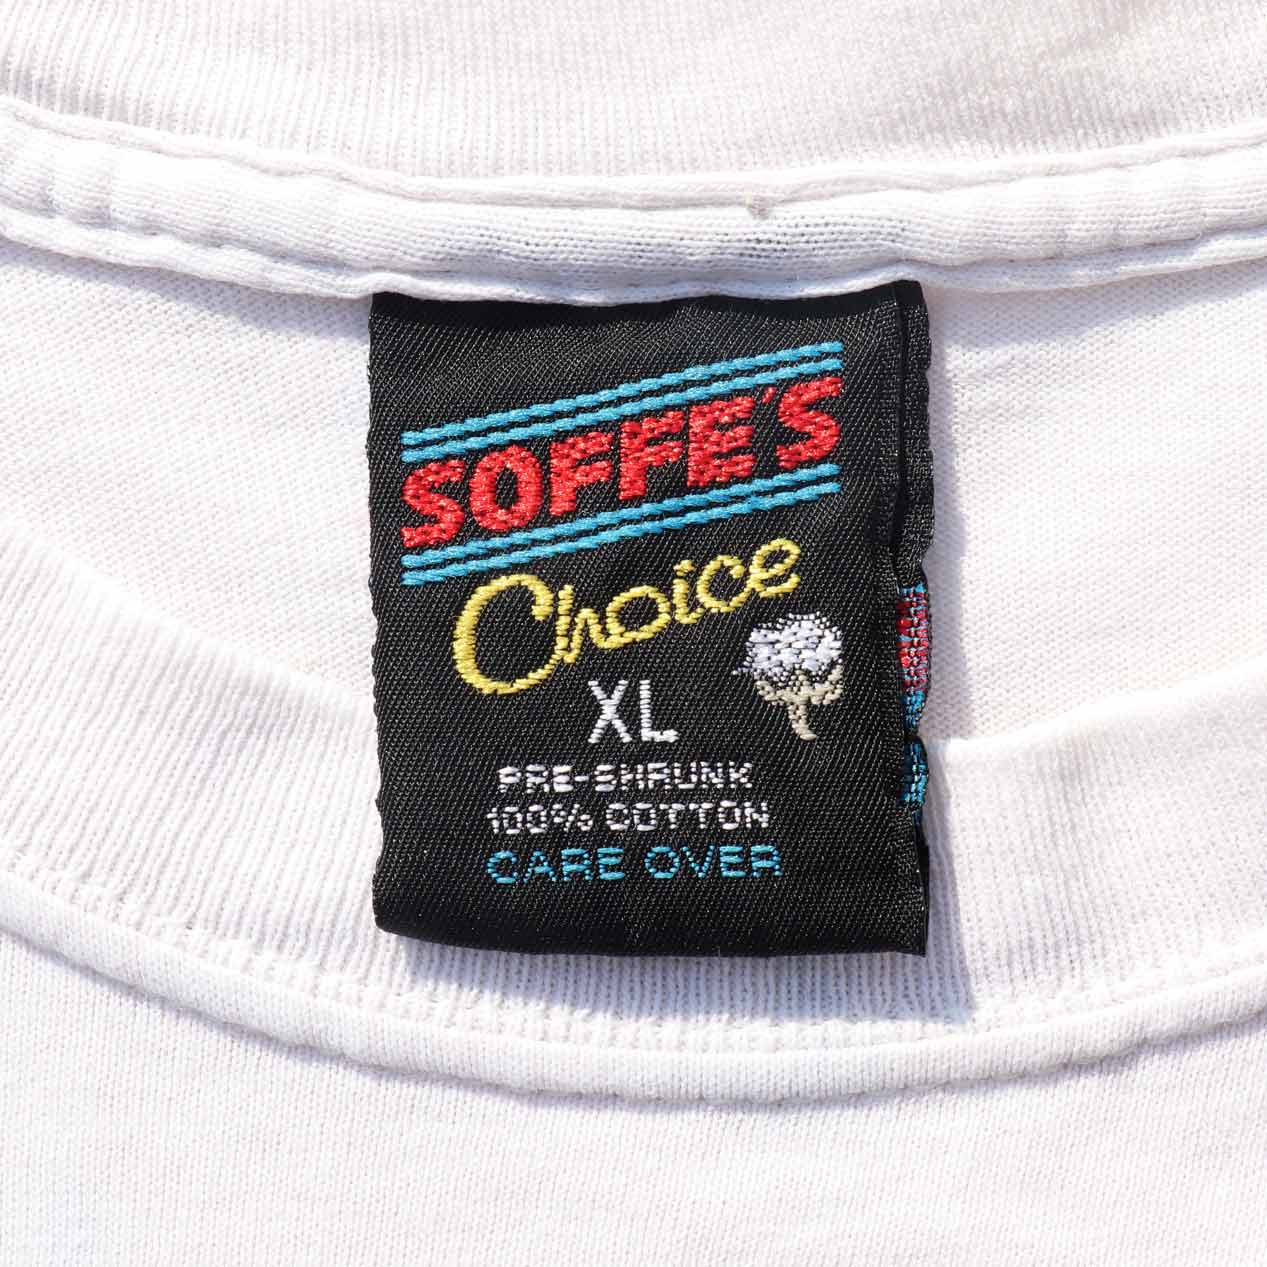 SOFFE'S
Choice
XL
PRE-SHRUNK
100% COTTON
CARE OVER